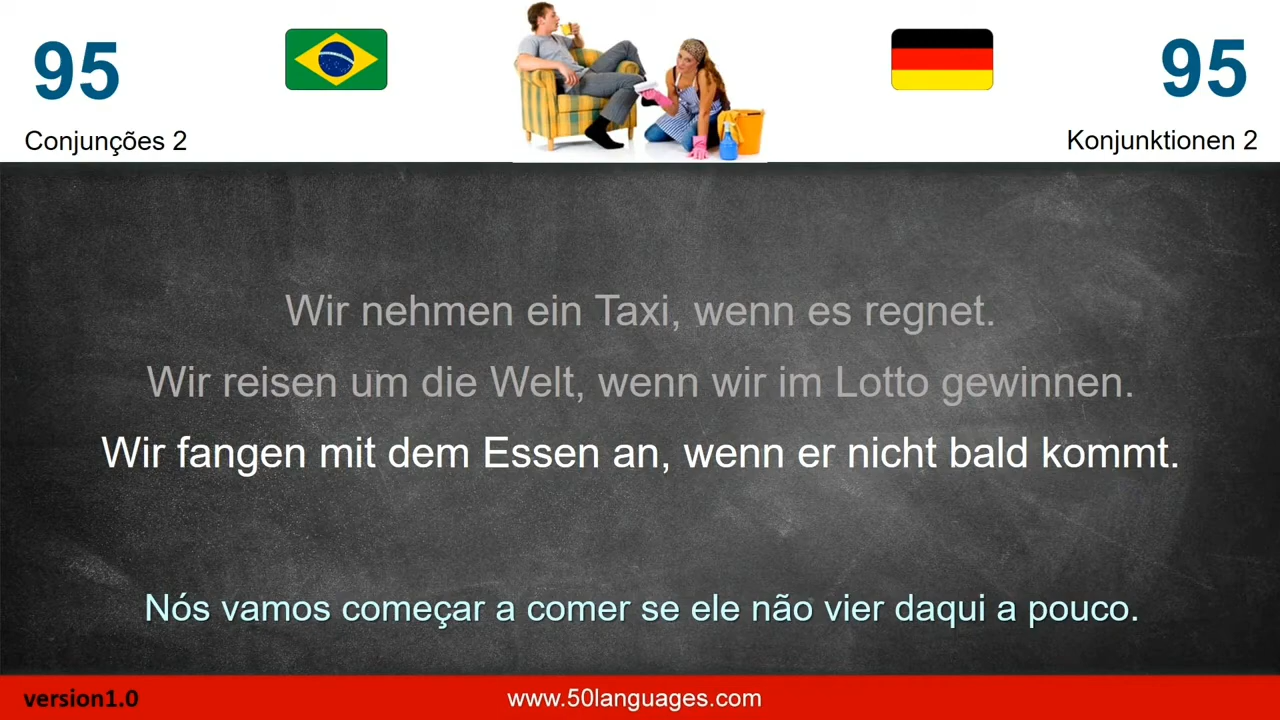 95
95
Conjunções 2
Konjunktionen 2
Wir nehmen ein Taxi, wenn es regnet.
Wir reisen um die Welt, wenn wir im Lotto gewinnen.
Wir fangen mit dem Essen an, wenn er nicht bald kommt.
Nós vamos começar a comer se ele não vier daqui a pouco.
version1.0
www.50languages.com